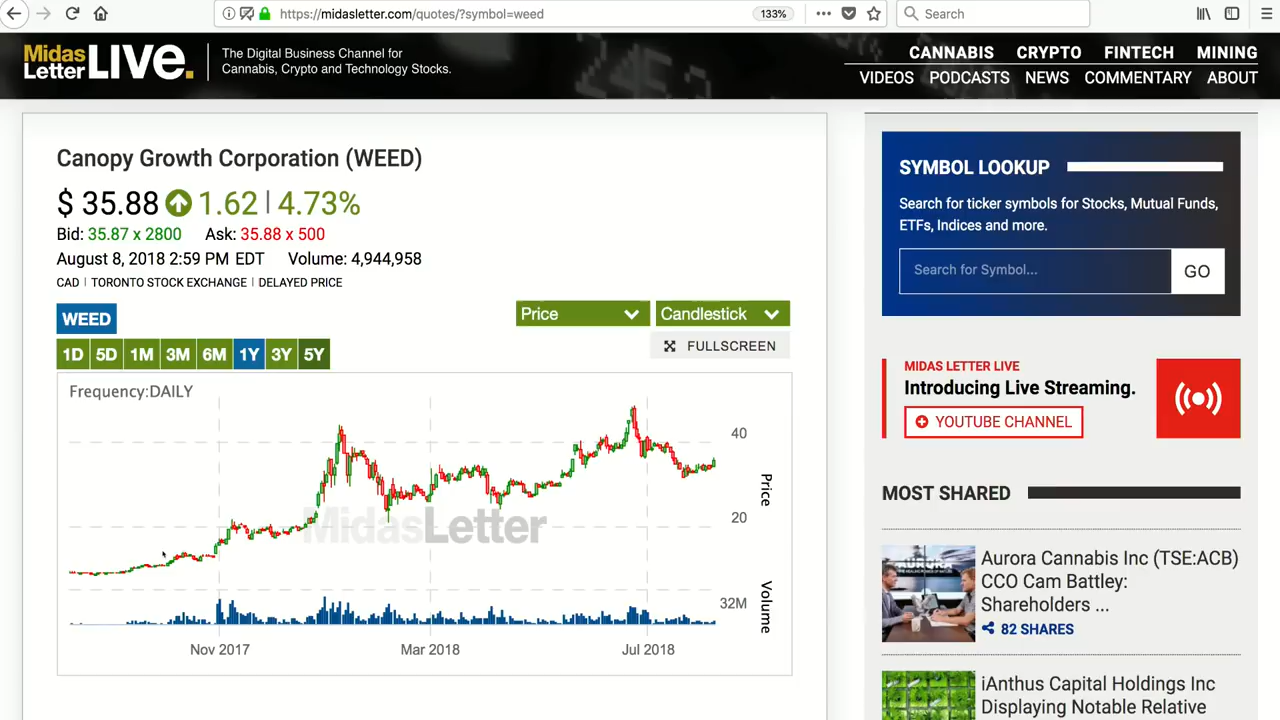 https://midasletter.com/quotes/?symbol=weed
133%
Search
Midas
Letter
LIVE.
The Digital Business Channel for
Cannabis, Crypto and Technology Stocks.
CANNABIS CRYPTO FINTECH MINING
VIDEOS PODCASTS NEWS COMMENTARY ABOUT
Canopy Growth Corporation (WEED)
$ 35.88 1.62 | 4.73%
Bid: 35.87 x 2800 Ask: 35.88 x 500
August 8, 2018 2:59 PM EDT Volume: 4,944,958
CAD | TORONTO STOCK EXCHANGE | DELAYED PRICE
WEED
Price
Candlestick
1D 5D 1M 3M 6M 1Y 3Y 5Y
FULLSCREEN
Frequency:DAILY
40
Price
20
MidasLetter
Volume
32M
Nov 2017 Mar 2018 Jul 2018
SYMBOL LOOKUP
Search for ticker symbols for Stocks, Mutual Funds,
ETFs, Indices and more.
Search for Symbol...
GO
MIDAS LETTER LIVE
Introducing Live Streaming.
YOUTUBE CHANNEL
MOST SHARED
AURORA
Aurora Cannabis Inc (TSE:ACB)
CCO Cam Battley:
Shareholders ...
82 SHARES
iAnthus Capital Holdings Inc
Displaying Notable Relative